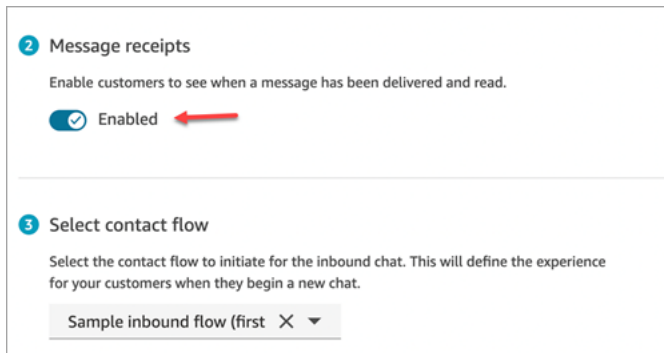 2 Message receipts
Enable customers to see when a message has been delivered and read.
Enabled
3 Select contact flow
Select the contact flow to initiate for the inbound chat. This will define the experience
for your customers when they begin a new chat.
Sample inbound flow (first